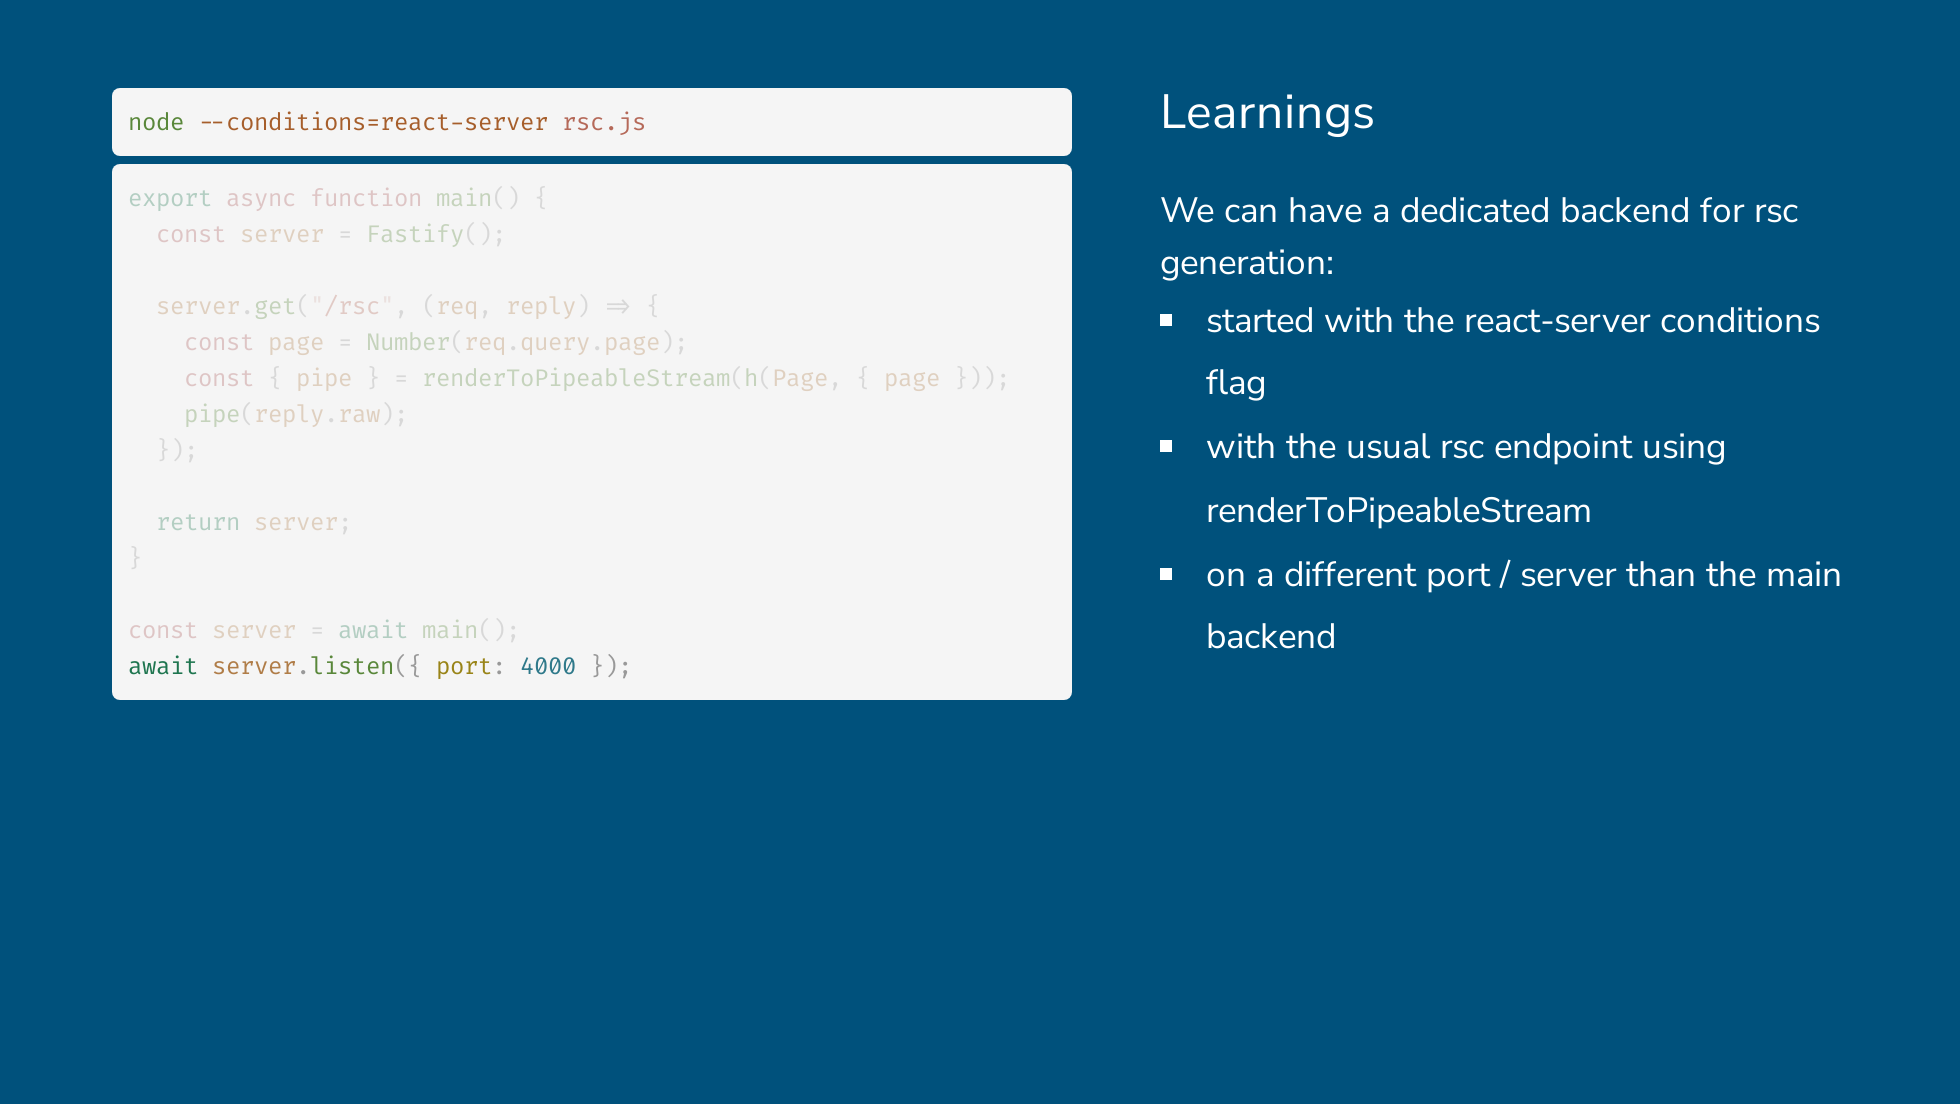 node --conditions=react-server rsc.js
export async function main() {
  const server = Fastify();
  server.get("/rsc", (req, reply) => {
    const page = Number(req.query.page);
    const { pipe } = renderToPipeableStream(h(Page, { page }));
    pipe(reply.raw);
  });
  return server;
}
const server = await main();
await server.listen({ port: 4000 });
Learnings
We can have a dedicated backend for rsc
generation:
started with the react-server conditions
flag
with the usual rsc endpoint using
renderToPipeableStream
on a different port / server than the main
backend